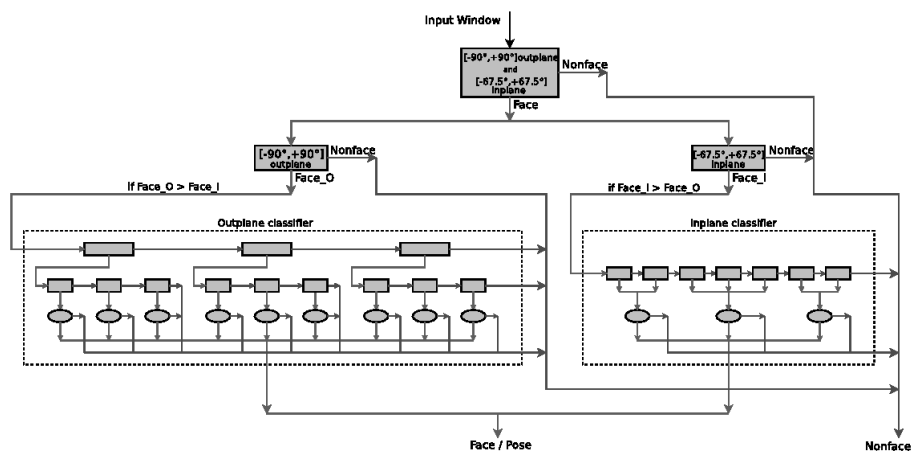 Input Window
[-90°,+90°]outplane
and
[-67.5°,+67.5°]
inplane
Nonface
Face
[-90°,+90°]
outplane
Nonface
Face_O
[-67.5°,+67.5°]
inplane
Nonface
Face_I
if Face_O > Face_I
if Face_I > Face_O
Outplane classifier
Inplane classifier
Face / Pose
Nonface